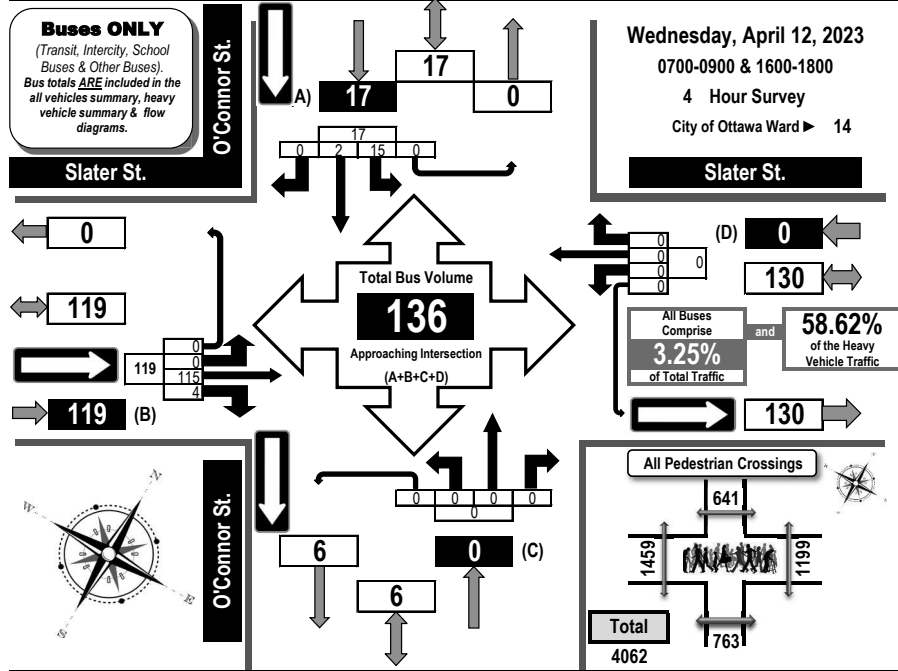 Buses ONLY
(Transit, Intercity, School
Buses & Other Buses).
Bus totals ARE included in the
all vehicles summary, heavy
vehicle summary & flow
diagrams.
O'Connor St.
Slater St.
(A)
17
17
0
17
0 2 15 0
Wednesday, April 12, 2023
0700-0900 & 1600-1800
4 Hour Survey
City of Ottawa Ward ► 14
Slater St.
0
119
119
0
0
115
4
119 (B)
Total Bus Volume
136
Approaching Intersection
(A+B+C+D)
0
0
0
0
0
(D) 0
130
All Buses
Comprise
3.25%
of Total Traffic
and
58.62%
of the Heavy
Vehicle Traffic
130
N
W
E
S
O'Connor St.
0 0 0 0
0
6
0 (C)
6
All Pedestrian Crossings
641
1459
1199
763
Total
4062